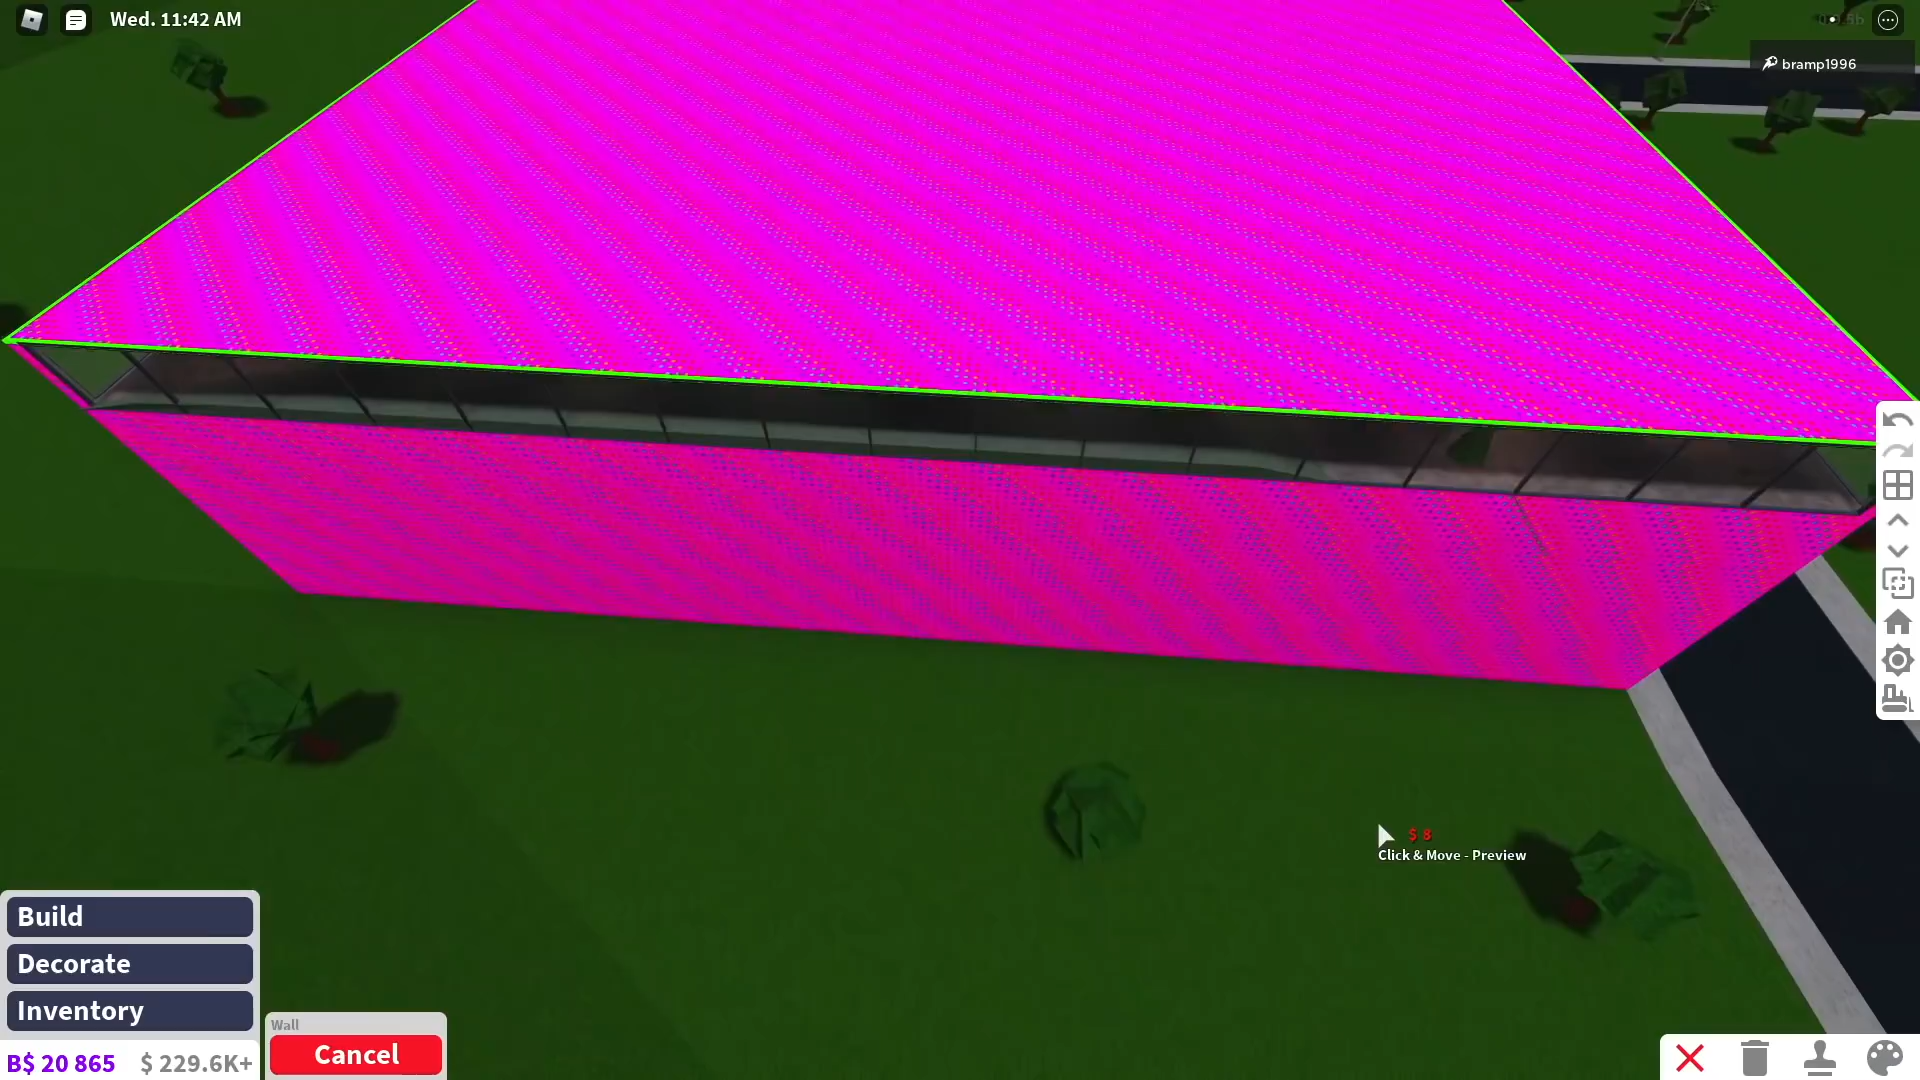 Wed. 11:42 AM
bramp1996
$ 8
Click & Move - Preview
Build
Decorate
Inventory
Wall
Cancel
B$ 20 865
$ 229.6K+